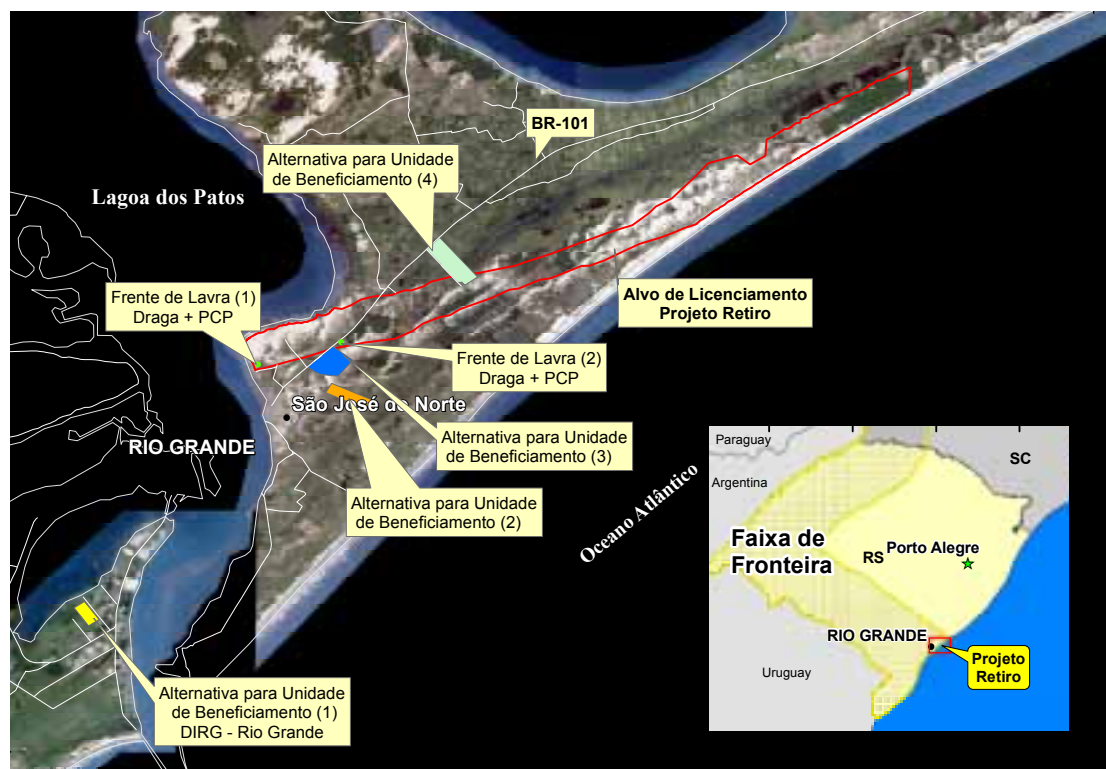 BR-101
Alternativa para Unidade
de Beneficiamento (4)
Lagoa dos Patos
Frente de Lavra (1)
Draga + PCP
Alvo de Licenciamento
Projeto Retiro
Frente de Lavra (2)
Draga + PCP
São José do Norte
RIO GRANDE
Alternativa para Unidade
de Beneficiamento (3)
Alternativa para Unidade
de Beneficiamento (2)
Oceano Atlântico
Alternativa para Unidade
de Beneficiamento (1)
DIRG - Rio Grande
Paraguay
SC
Argentina
Faixa de
Fronteira
Porto Alegre
RS
RIO GRANDE
Projeto
Retiro
Uruguay